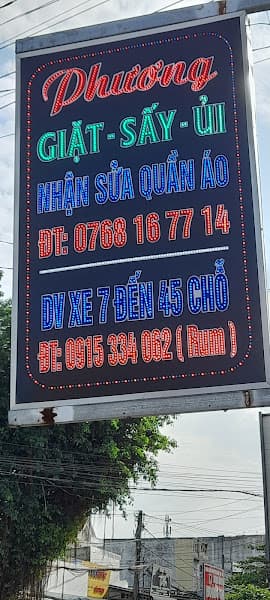 Phương
GIẶT - SẤY - ỦI
NHẬN SỬA QUẦN ÁO
ĐT: 0768 16 77 14
DV XE 7 ĐẾN 45 CHỖ
ĐT: 0915 334 062 ( Rum )